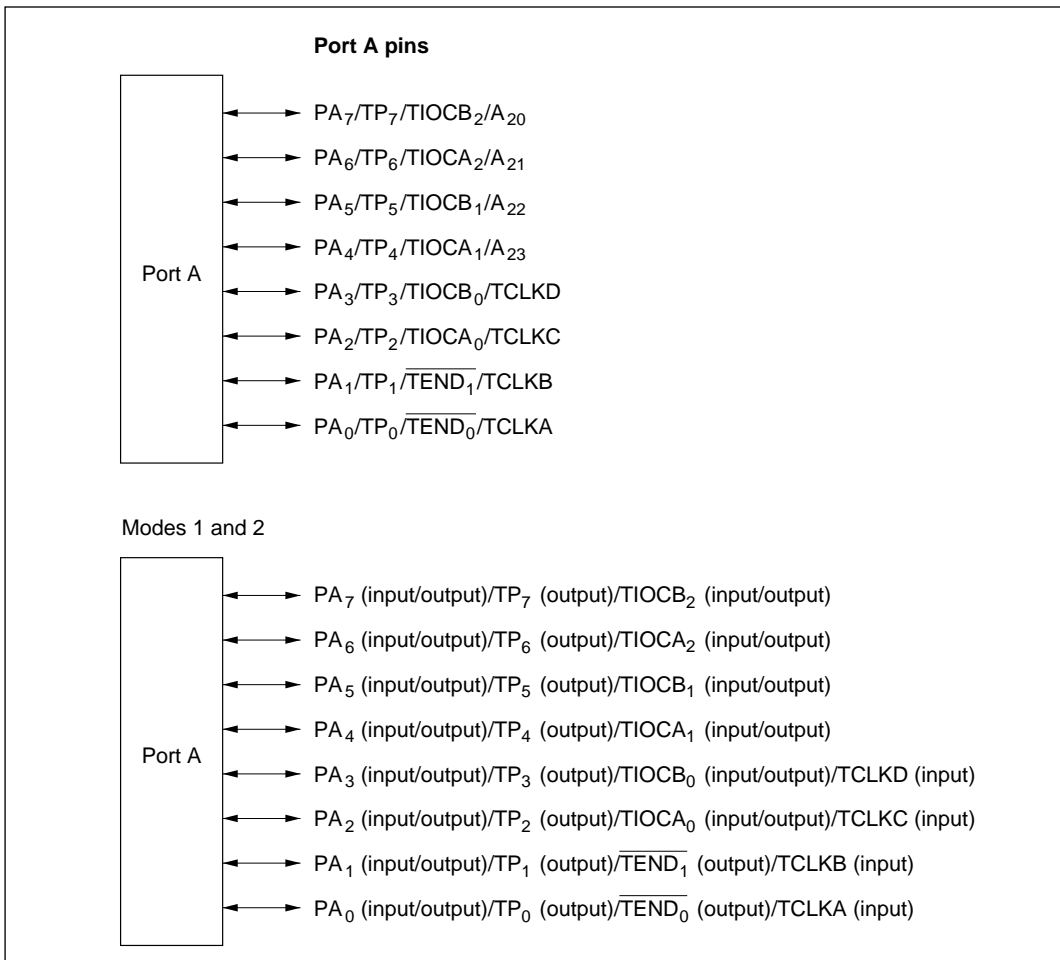 Port A pins
PA₇/TP₇/TIOCB₂/A₂₀
PA₆/TP₆/TIOCA₂/A₂₁
PA₅/TP₅/TIOCB₁/A₂₂
PA₄/TP₄/TIOCA₁/A₂₃
Port A
PA₃/TP₃/TIOCB₀/TCLKD
PA₂/TP₂/TIOCA₀/TCLKC
PA₁/TP₁/T̅E̅N̅D̅₁̅/TCLKB
PA₀/TP₀/T̅E̅N̅D̅₀̅/TCLKA
Modes 1 and 2
PA₇ (input/output)/TP₇ (output)/TIOCB₂ (input/output)
PA₆ (input/output)/TP₆ (output)/TIOCA₂ (input/output)
PA₅ (input/output)/TP₅ (output)/TIOCB₁ (input/output)
PA₄ (input/output)/TP₄ (output)/TIOCA₁ (input/output)
Port A
PA₃ (input/output)/TP₃ (output)/TIOCB₀ (input/output)/TCLKD (input)
PA₂ (input/output)/TP₂ (output)/TIOCA₀ (input/output)/TCLKC (input)
PA₁ (input/output)/TP₁ (output)/T̅E̅N̅D̅₁̅ (output)/TCLKB (input)
PA₀ (input/output)/TP₀ (output)/T̅E̅N̅D̅₀̅ (output)/TCLKA (input)